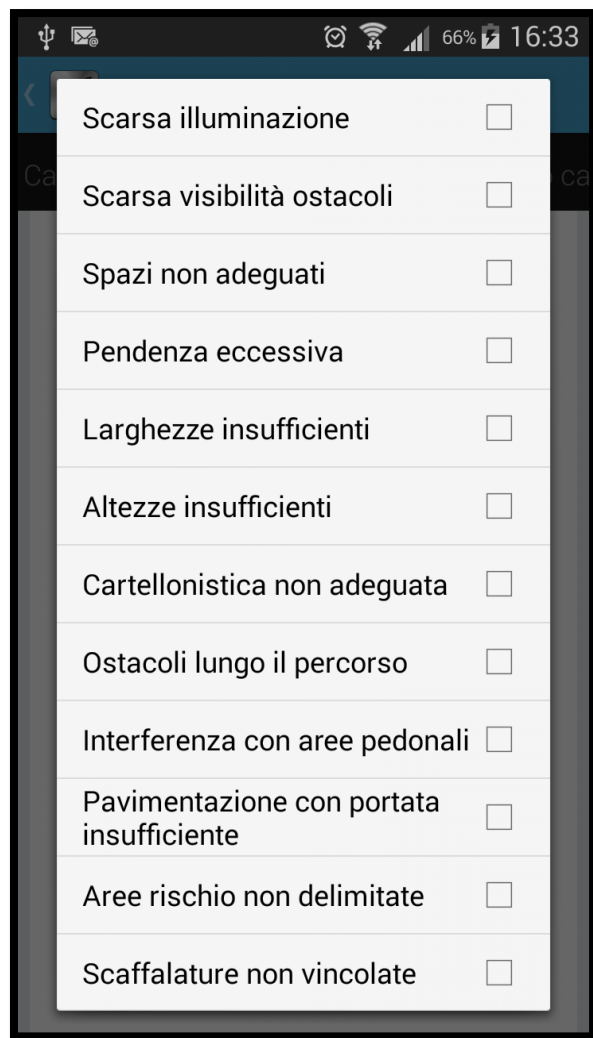 66% 16:33
Ca
ca
Scarsa illuminazione
Scarsa visibilità ostacoli
Spazi non adeguati
Pendenza eccessiva
Larghezze insufficienti
Altezze insufficienti
Cartellonistica non adeguata
Ostacoli lungo il percorso
Interferenza con aree pedonali
Pavimentazione con portata
insufficiente
Aree rischio non delimitate
Scaffalature non vincolate